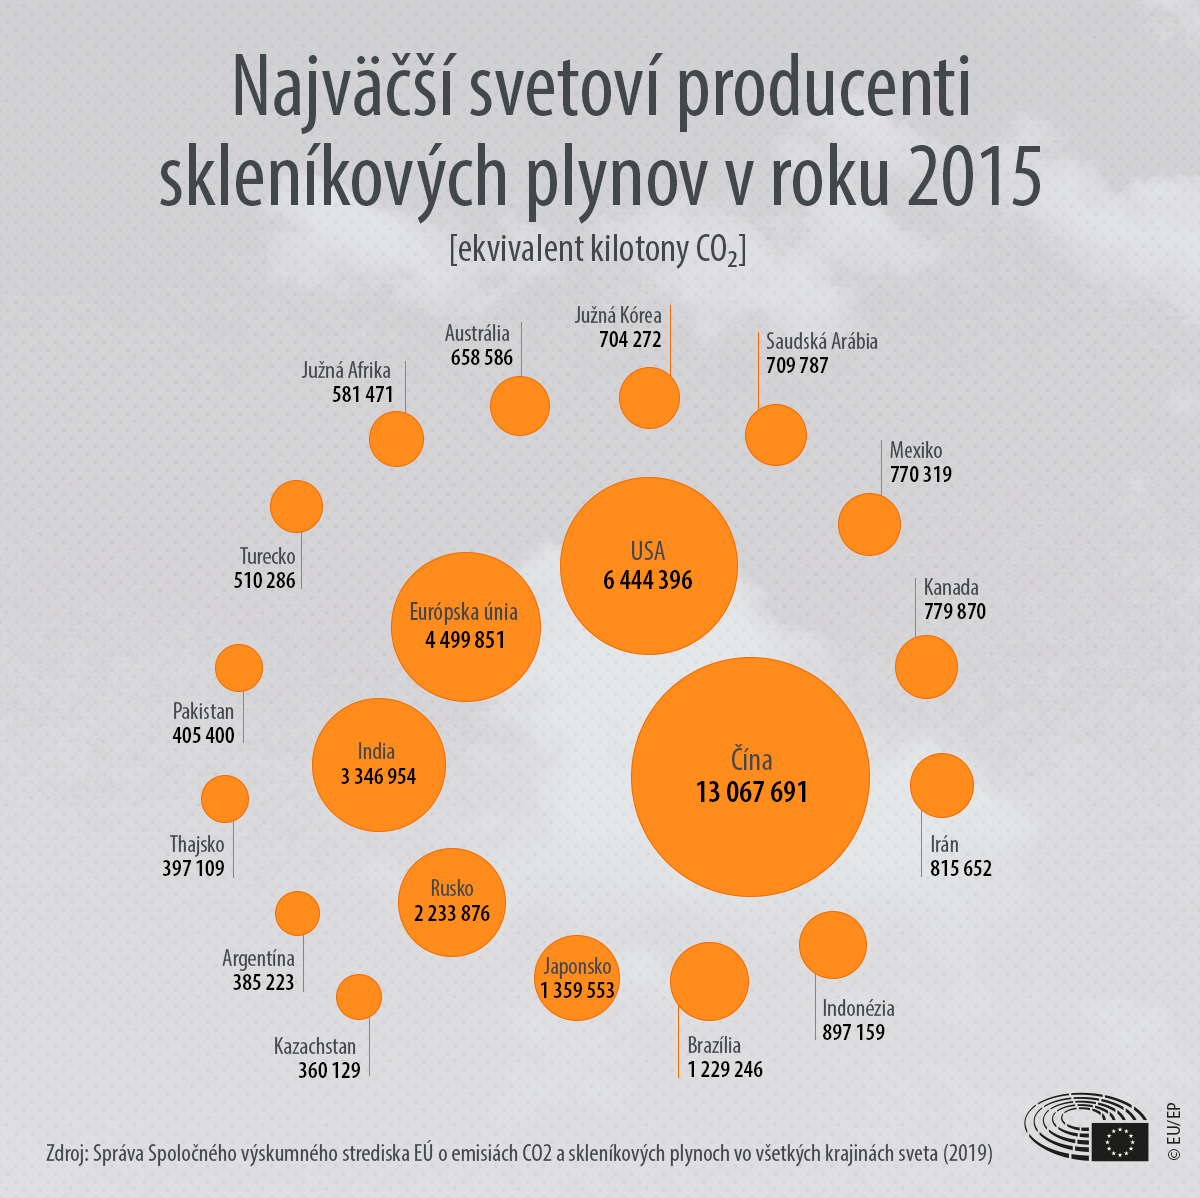 Najväčší svetoví producenti
skleníkových plynov v roku 2015
[ekvivalent kilotony CO₂]
Južná Kórea
704 272
Austrália
658 586
Saudská Arábia
709 787
Južná Afrika
581 471
Mexiko
770 319
USA
6 444 396
Turecko
510 286
Kanada
779 870
Európska únia
4 499 851
Pakistan
405 400
India
3 346 954
Čína
13 067 691
Thajsko
397 109
Irán
815 652
Rusko
2 233 876
Argentína
385 223
Japonsko
1 359 553
Indonézia
897 159
Kazachstan
360 129
Brazília
1 229 246
Zdroj: Správa Spoločného výskumného strediska EÚ o emisiách CO2 a skleníkových plynoch vo všetkých krajinách sveta (2019)
© EU/EP